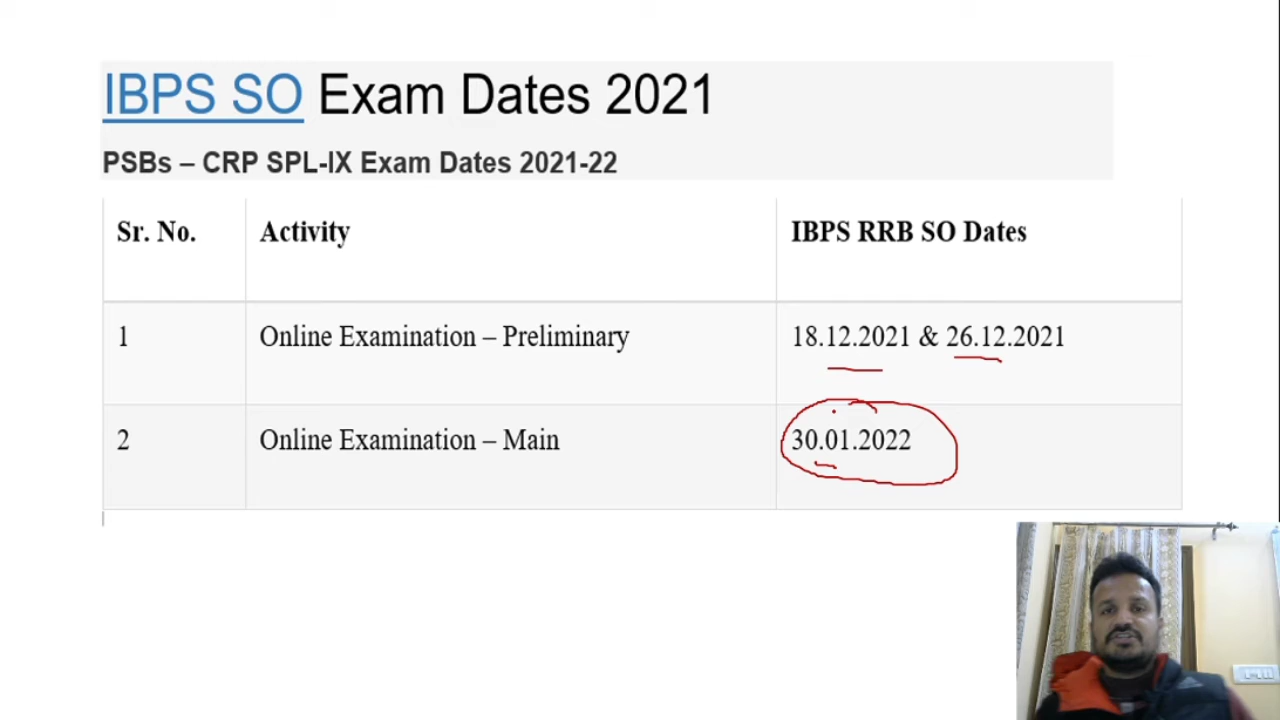 IBPS SO Exam Dates 2021
PSBs – CRP SPL-IX Exam Dates 2021-22
Sr. No. Activity IBPS RRB SO Dates
1 Online Examination – Preliminary 18.12.2021 & 26.12.2021
2 Online Examination – Main 30.01.2022